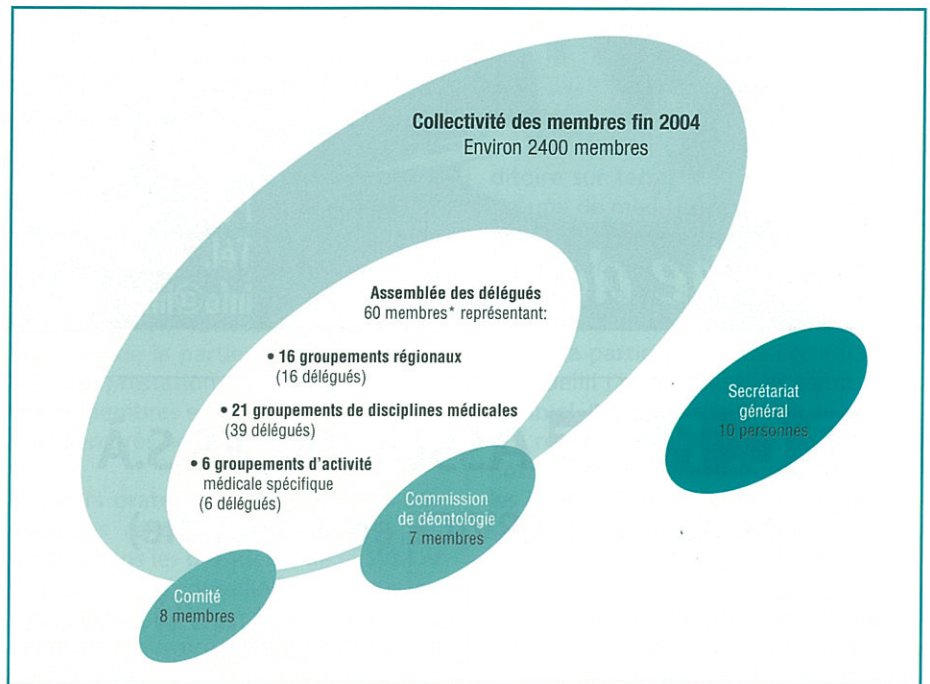 Collectivité des membres fin 2004
Environ 2400 membres
Assemblée des délégués
60 membres* représentant:
• 16 groupements régionaux
(16 délégués)
• 21 groupements de disciplines médicales
(39 délégués)
• 6 groupements d'activité
médicale spécifique
(6 délégués)
Commission
de déontologie
7 membres
Comité
8 membres
Secrétariat
général
10 personnes